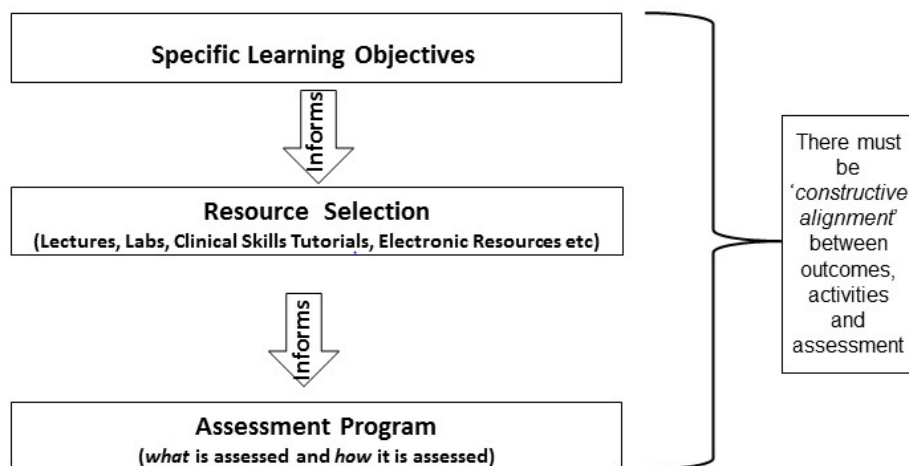 Specific Learning Objectives
Informs
Resource Selection
(Lectures, Labs, Clinical Skills Tutorials, Electronic Resources etc)
Informs
Assessment Program
(what is assessed and how it is assessed)
There must
be
‘constructive
alignment’
between
outcomes,
activities
and
assessment